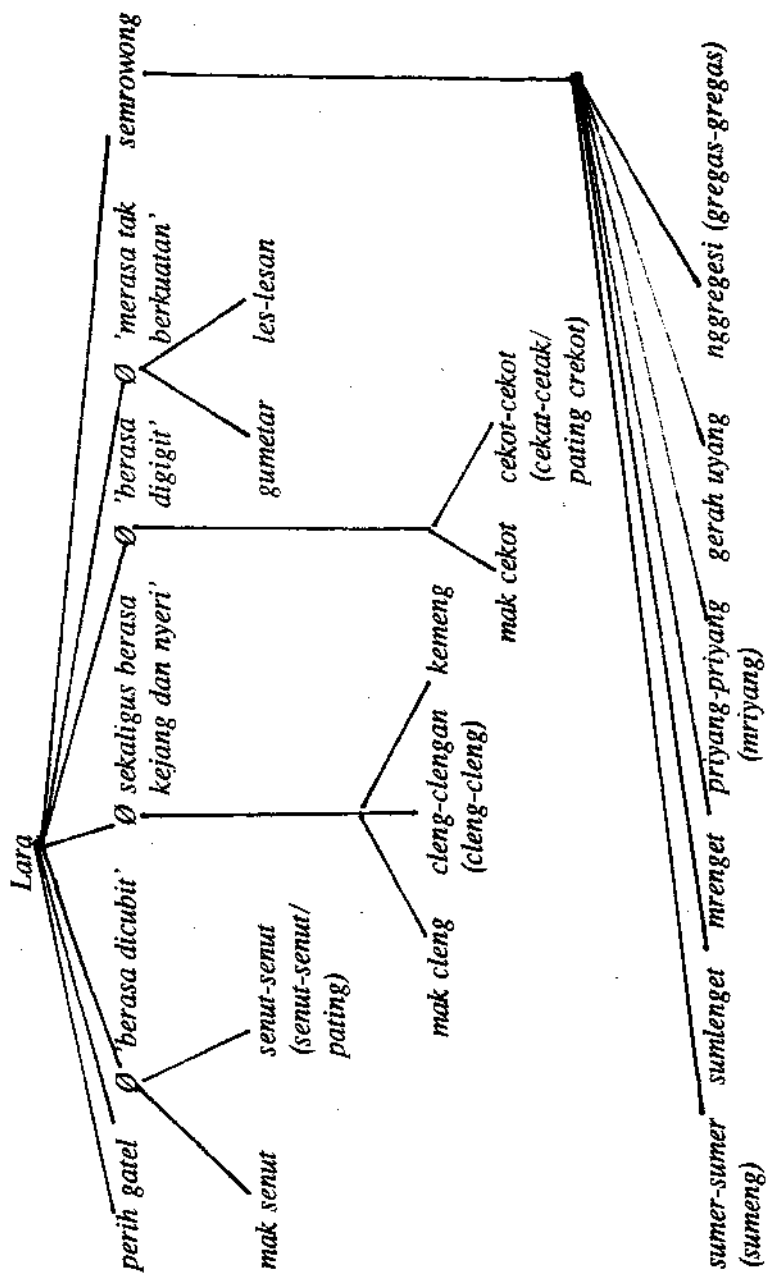 Lara
perih gatel Ø 'berasa dicubit' Ø sekaligus berasa kejang dan nyeri' Ø 'berasa digigit' Ø 'merasa tak berkuatan' semrowong
mak senut
senut-senut
(senut-senut/
pating)
gumetar
les-lesan
mak cleng
cleng-clengan
(cleng-cleng)
kemeng
mak cekot
cekot-cekot
(cekat-cetak/
pating crekot)
sumer-sumer
(sumeng)
sumlenget
mrenget
priyang-priyang
(mriyang)
gerah uyang
nggregesi (gregas-gregas)